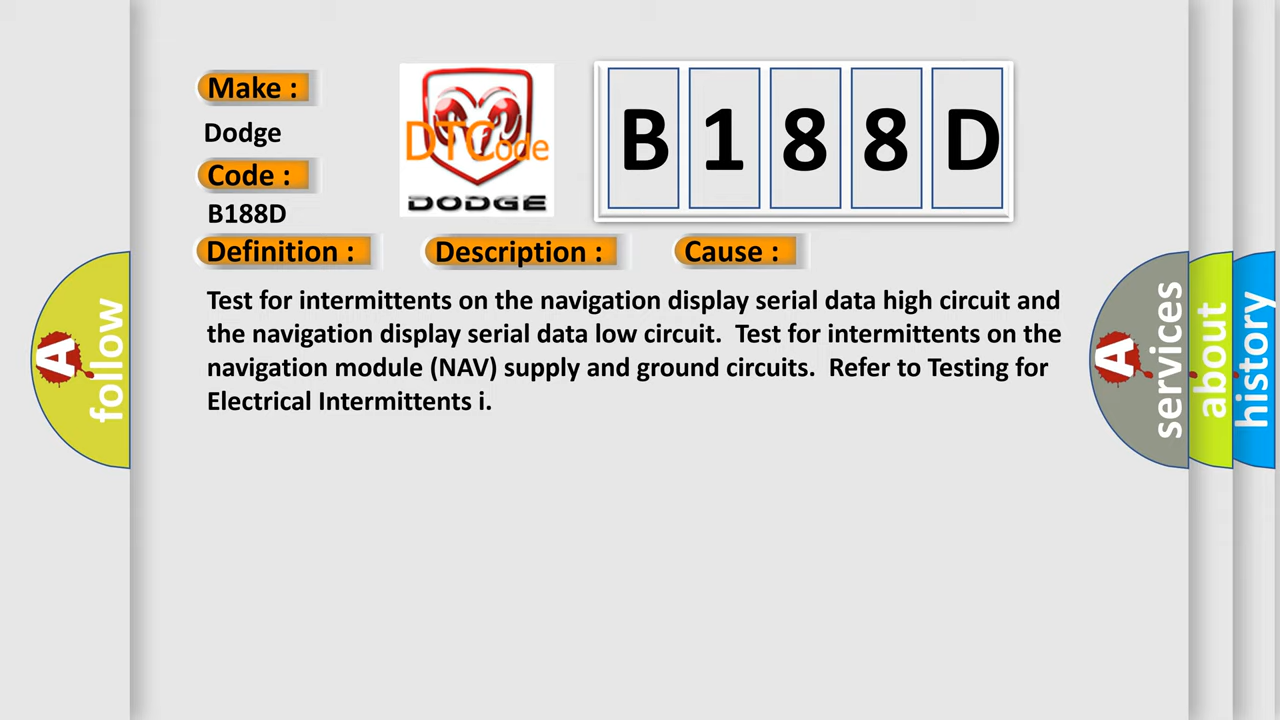 Make :
Dodge
Code :
B188D
DTCode
DODGE
B 1 8 8 D
Definition :
Description :
Cause :
Test for intermittents on the navigation display serial data high circuit and
the navigation display serial data low circuit. Test for intermittents on the
navigation module (NAV) supply and ground circuits. Refer to Testing for
Electrical Intermittents i.
A follow
A services
about
history